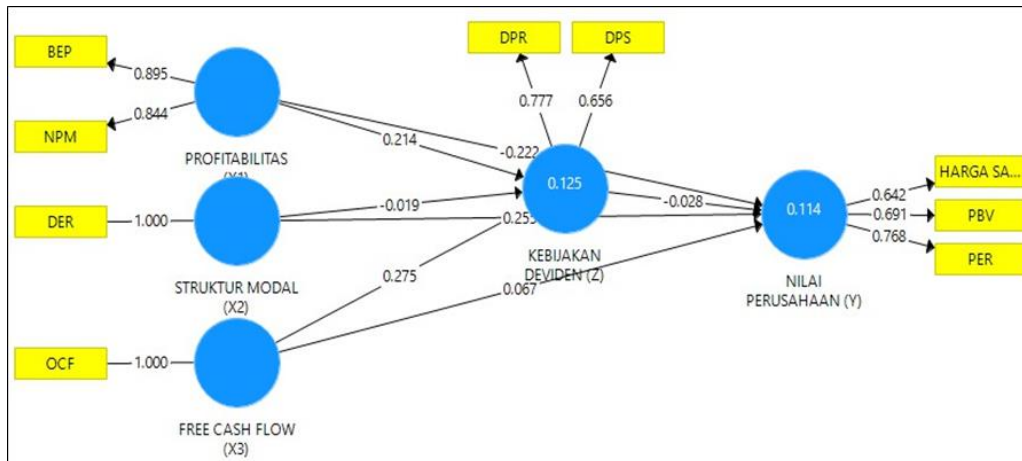 BEP
0.895
NPM
0.844
PROFITABILITAS
(X1)
DER
1.000
STRUKTUR MODAL
(X2)
OCF
1.000
FREE CASH FLOW
(X3)
0.214
-0.222
-0.019
0.275
0.067
DPR
DPS
0.777
0.656
0.125
KEBIJAKAN
DEVIDEN (Z)
-0.028
0.114
NILAI
PERUSAHAAN (Y)
HARGA SA...
0.642
PBV
0.691
PER
0.768